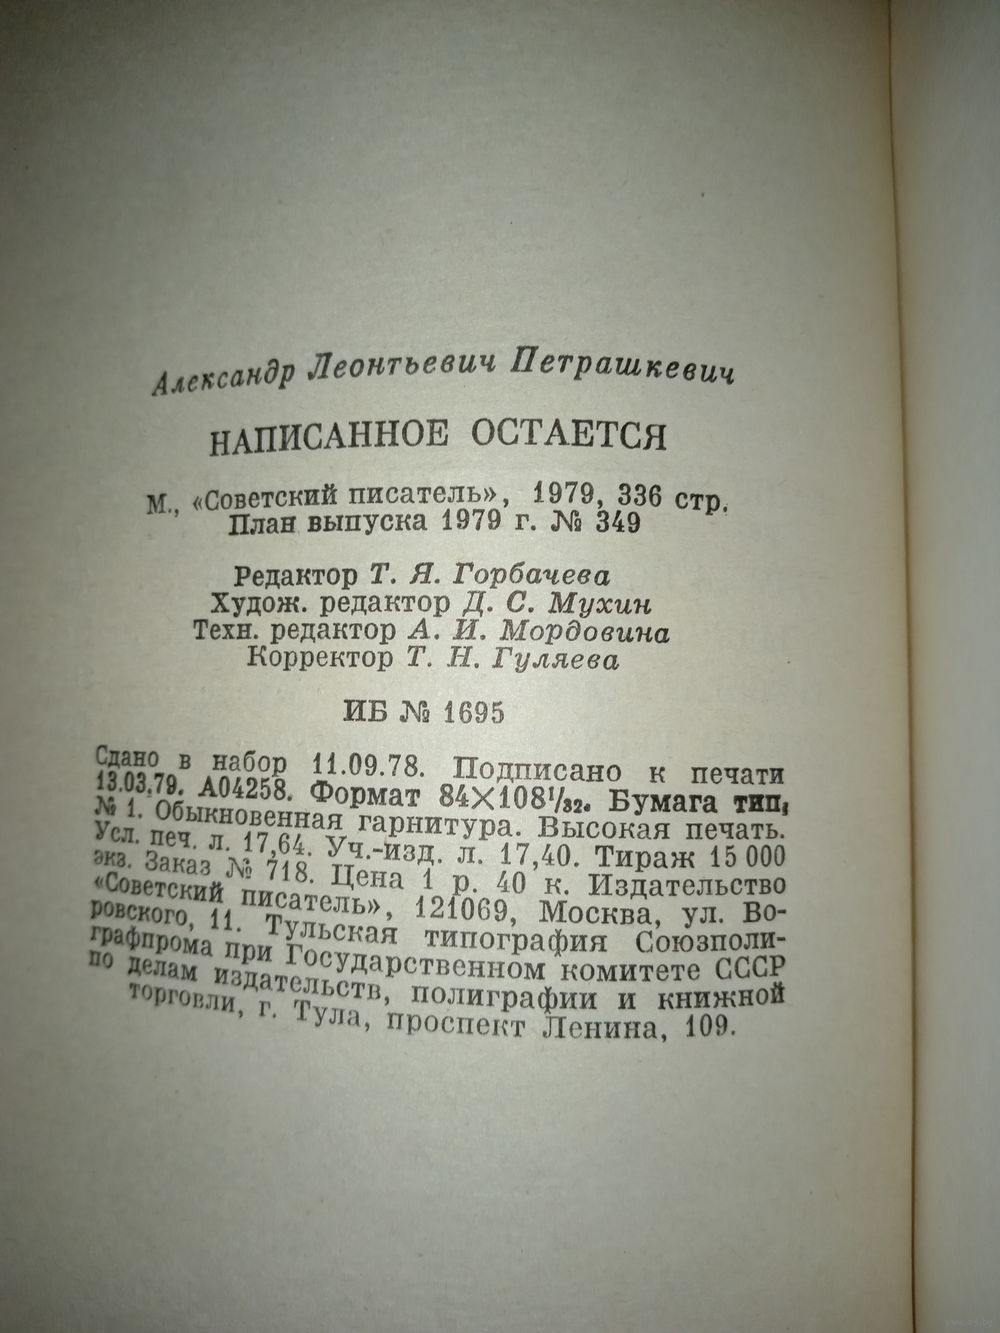 Александр Леонтьевич Петрашкевич
НАПИСАННОЕ ОСТАЕТСЯ
М., «Советский писатель», 1979, 336 стр.
План выпуска 1979 г. № 349
Редактор Т. Я. Горбачева
Худож. редактор Д. С. Мухин
Техн. редактор А. И. Мордовина
Корректор Т. Н. Гуляева
ИБ № 1695
Сдано в набор 11.09.78. Подписано к печати
13.03.79. А04258. Формат 84×108¹/₃₂. Бумага тип.
№ 1. Обыкновенная гарнитура. Высокая печать.
Усл. печ. л. 17,64. Уч.-изд. л. 17,40. Тираж 15 000
экз. Заказ № 718. Цена 1 р. 40 к. Издательство
«Советский писатель», 121069, Москва, ул. Во-
ровского, 11. Тульская типография Союзполи-
графпрома при Государственном комитете СССР
по делам издательств, полиграфии и книжной
торговли, г. Тула, проспект Ленина, 109.